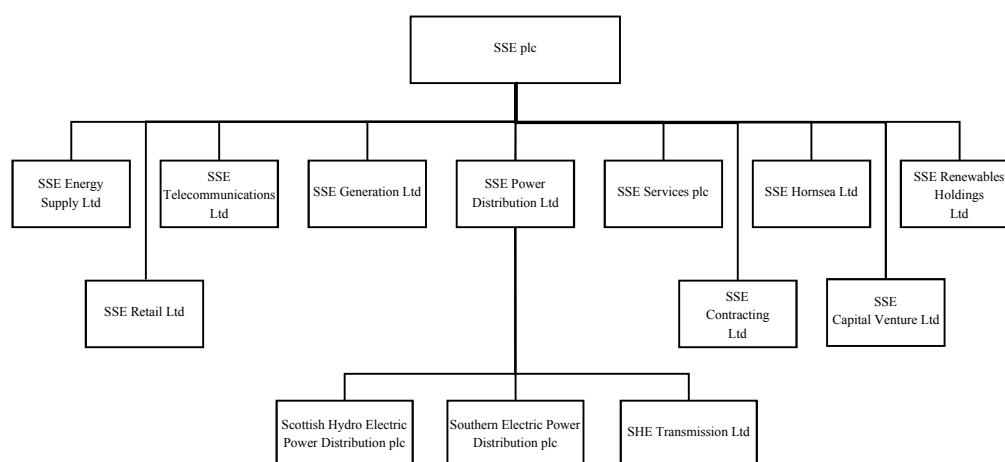 SSE plc
SSE Energy
Supply Ltd
SSE
Telecommunications
Ltd
SSE Generation Ltd
SSE Power
Distribution Ltd
SSE Services plc
SSE Hornsea Ltd
SSE Renewables
Holdings
Ltd
SSE Retail Ltd
SSE
Contracting
Ltd
SSE
Capital Venture Ltd
Scottish Hydro Electric
Power Distribution plc
Southern Electric Power
Distribution plc
SHE Transmission Ltd